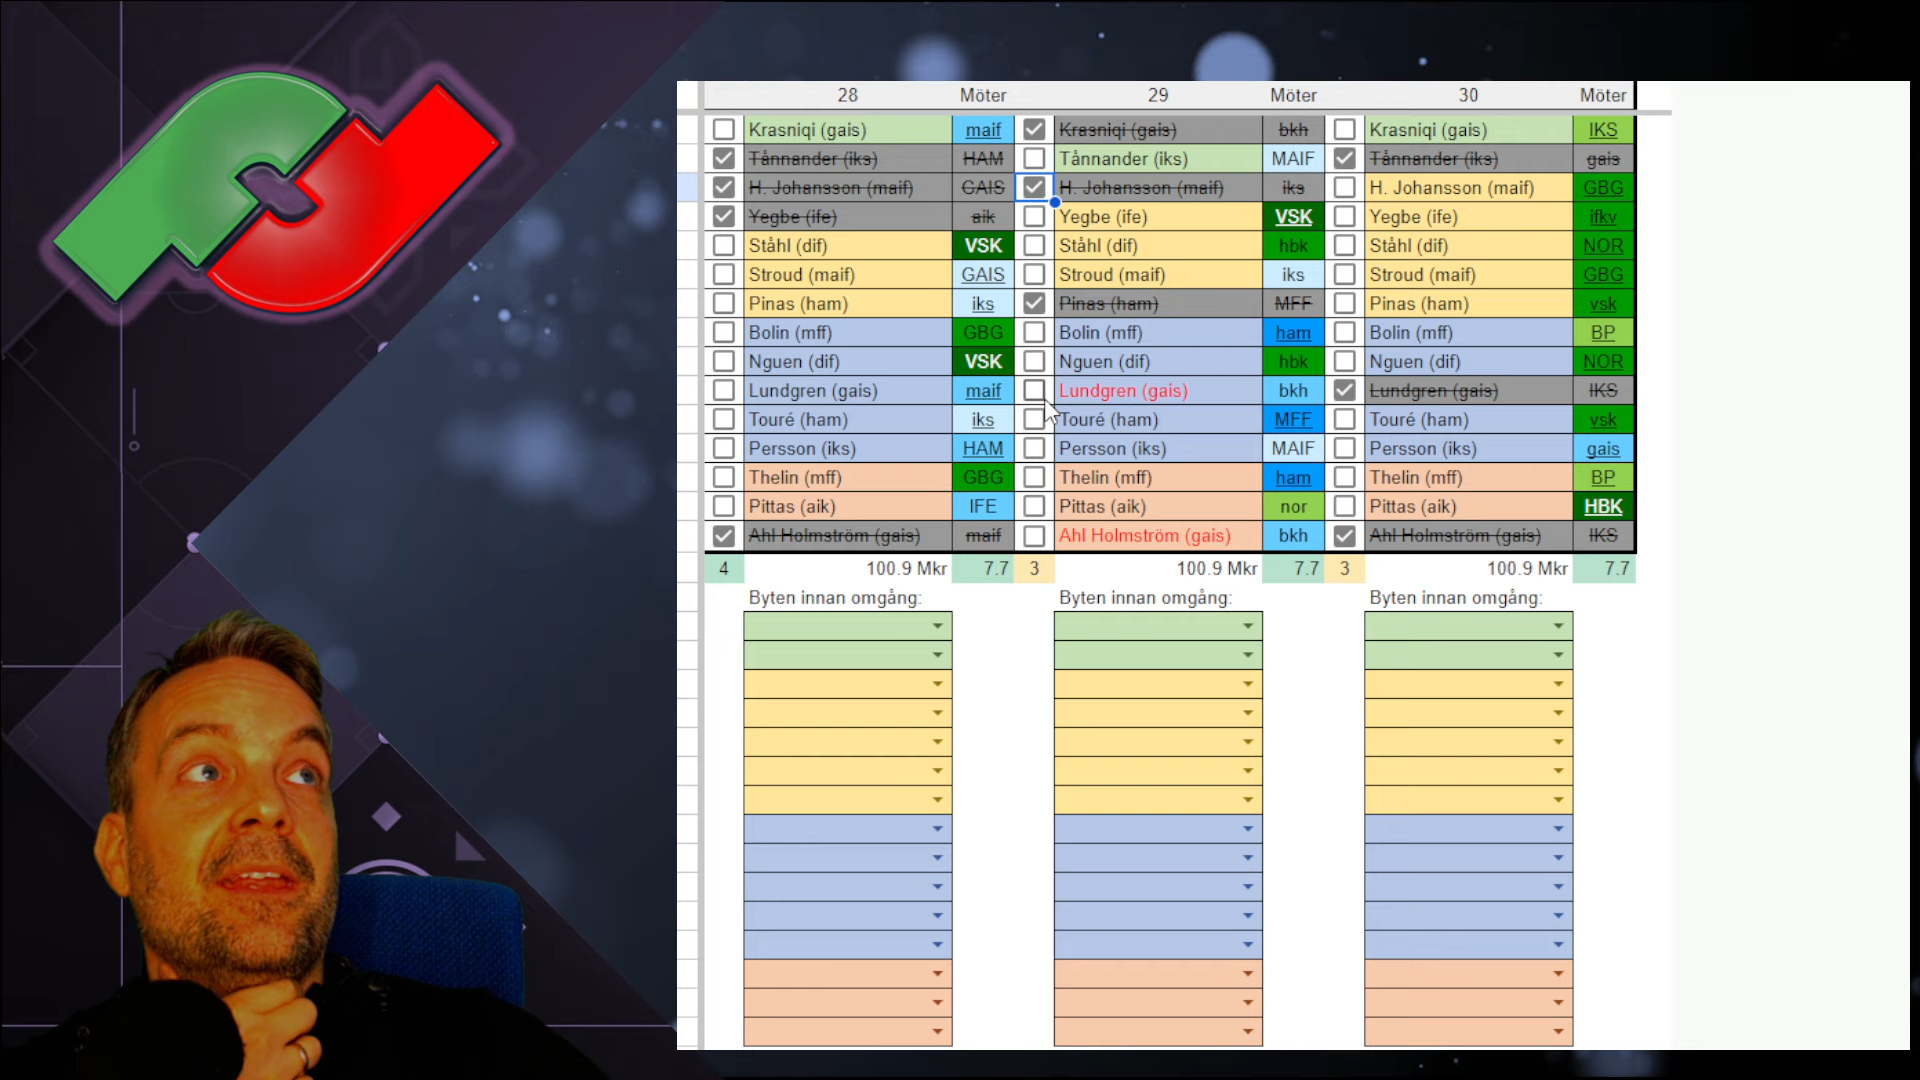 28 Möter 29 Möter 30 Möter
Krasniqi (gais) maif Krasniqi (gais) bkh Krasniqi (gais) IKS
Tånnander (iks) HAM Tånnander (iks) MAIF Tånnander (iks) gais
H. Johansson (maif) GAIS H. Johansson (maif) iks H. Johansson (maif) GBG
Yegbe (ife) aik Yegbe (ife) VSK Yegbe (ife) ifkv
Ståhl (dif) VSK Ståhl (dif) hbk Ståhl (dif) NOR
Stroud (maif) GAIS Stroud (maif) iks Stroud (maif) GBG
Pinas (ham) iks Pinas (ham) MFF Pinas (ham) vsk
Bolin (mff) GBG Bolin (mff) ham Bolin (mff) BP
Nguen (dif) VSK Nguen (dif) hbk Nguen (dif) NOR
Lundgren (gais) maif Lundgren (gais) bkh Lundgren (gais) IKS
Touré (ham) iks Touré (ham) MFF Touré (ham) vsk
Persson (iks) HAM Persson (iks) MAIF Persson (iks) gais
Thelin (mff) GBG Thelin (mff) ham Thelin (mff) BP
Pittas (aik) IFE Pittas (aik) nor Pittas (aik) HBK
Ahl Holmström (gais) maif Ahl Holmström (gais) bkh Ahl Holmström (gais) IKS
4 100.9 Mkr 7.7 3 100.9 Mkr 7.7 3 100.9 Mkr 7.7
Byten innan omgång: Byten innan omgång: Byten innan omgång: